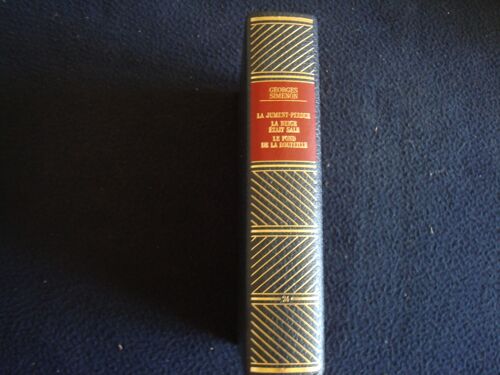 GEORGES
SIMENON
LA JUMENT-PERDUE
LA NEIGE
ÉTAIT SALE
LE FOND
DE LA BOUTEILLE
24